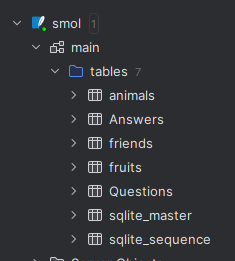 smol 1
main
tables 7
animals
Answers
friends
fruits
Questions
sqlite_master
sqlite_sequence